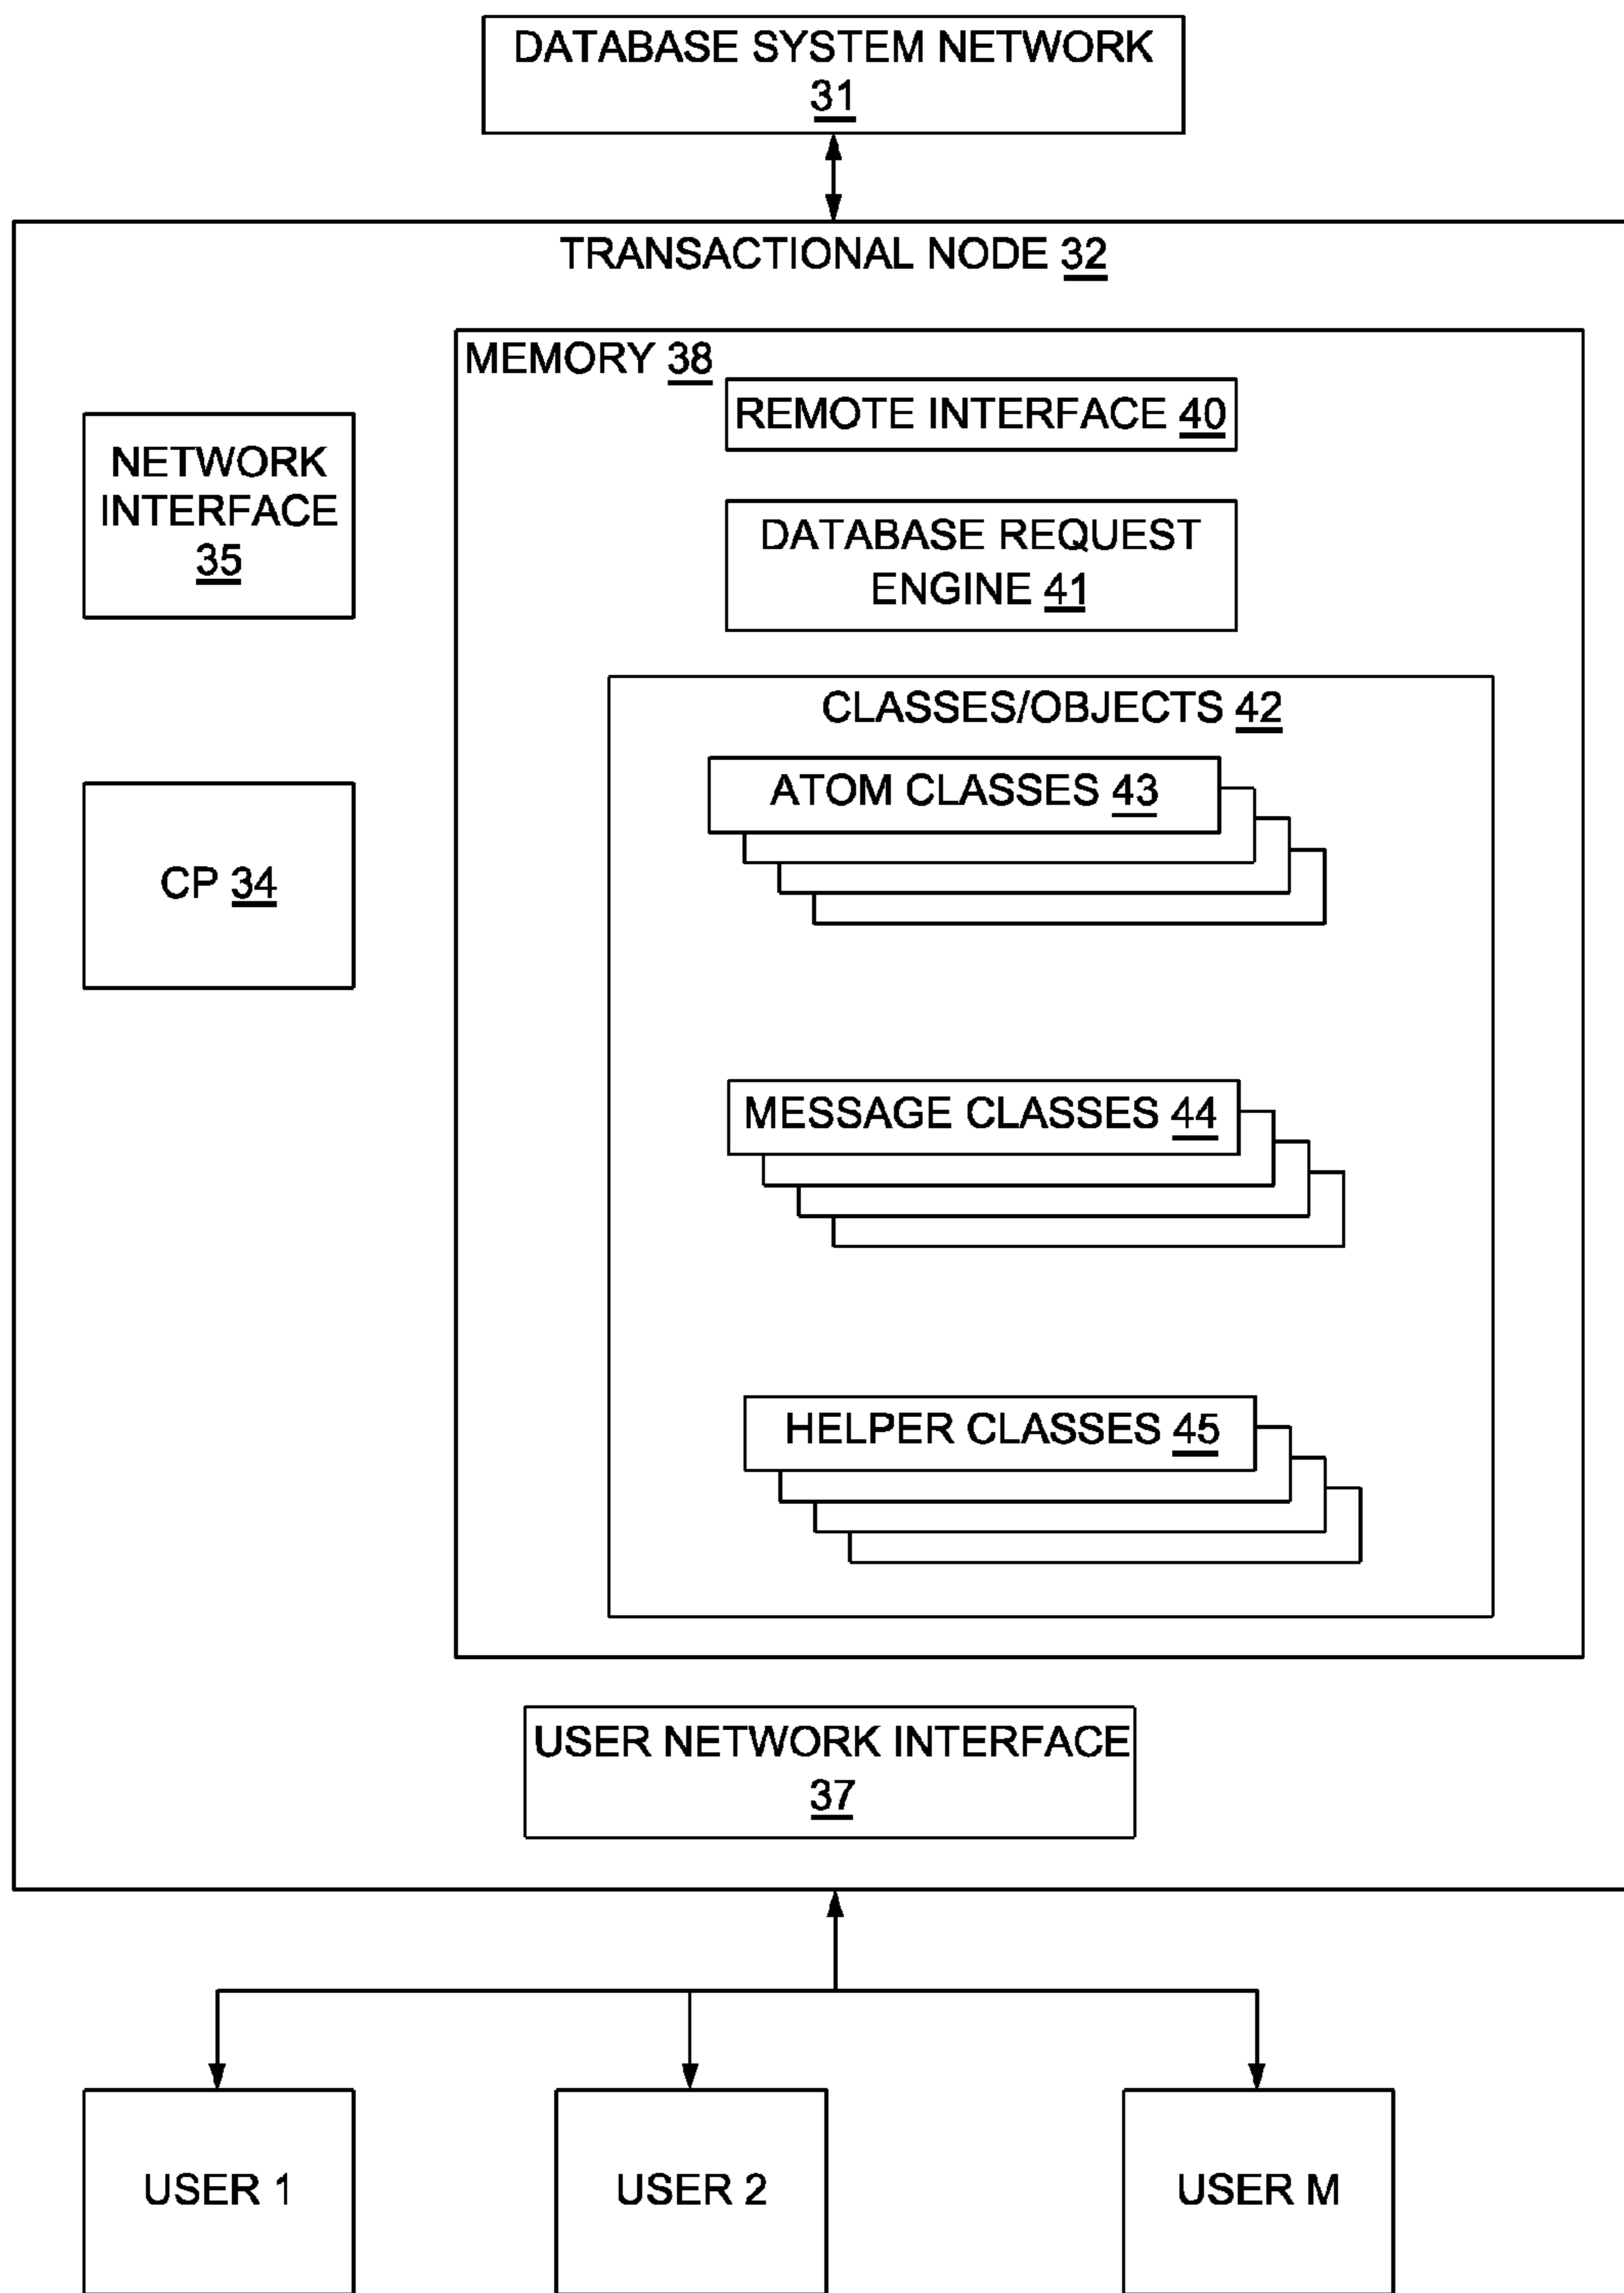 DATABASE SYSTEM NETWORK
31
TRANSACTIONAL NODE 32
MEMORY 38
REMOTE INTERFACE 40
NETWORK
INTERFACE
35
DATABASE REQUEST
ENGINE 41
CLASSES/OBJECTS 42
ATOM CLASSES 43
CP 34
MESSAGE CLASSES 44
HELPER CLASSES 45
USER NETWORK INTERFACE
37
USER 1
USER 2
USER M